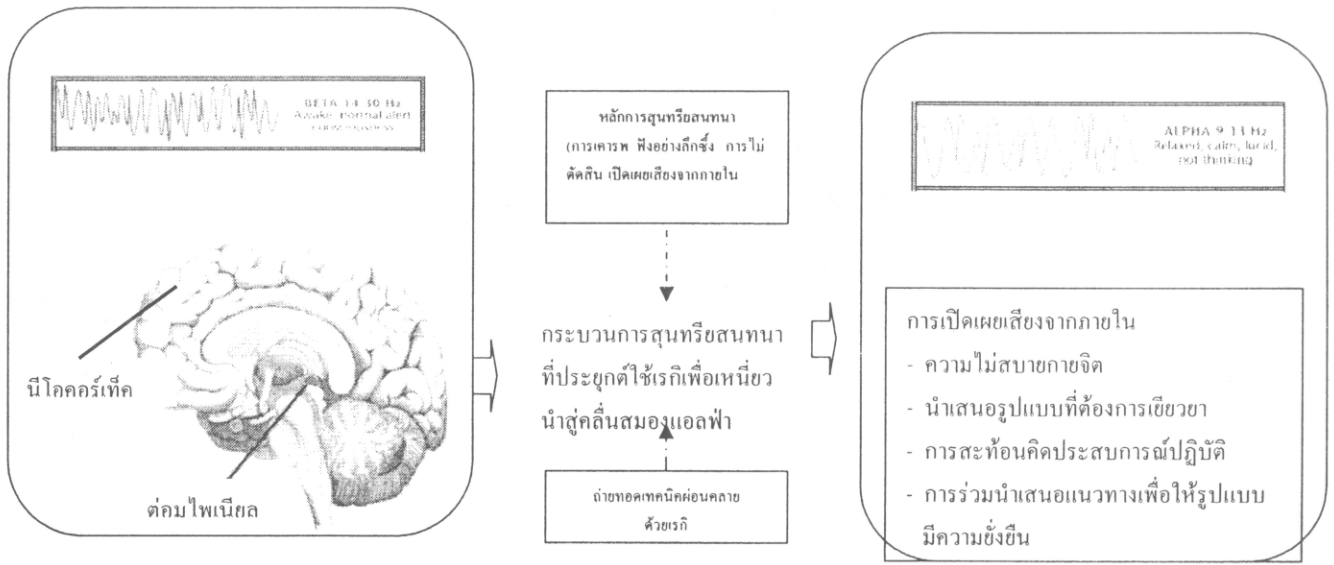 BETA 14-30 Hz
Awake, normal alert
consciousness
นีโอคอร์เท็ค
ต่อมไพเนียล
หลักการสุนทรียสนทนา
(การเคารพ ฟังอย่างลึกซึ้ง การไม่
ตัดสิน เปิดเผยเสียงจากภายใน
กระบวนการสุนทรียสนทนา
ที่ประยุกต์ใช้เรกิเพื่อเหนี่ยว
นำสู่คลื่นสมองแอลฟ่า
ถ่ายทอดเทคนิคผ่อนคลาย
ด้วยเรกิ
ALPHA 9-13 Hz
Relaxed, calm, lucid,
not thinking
การเปิดเผยเสียงจากภายใน
- ความไม่สบายกายจิต
- นำเสนอรูปแบบที่ต้องการเยียวยา
- การสะท้อนคิดประสบการณ์ปฏิบัติ
- การร่วมนำเสนอแนวทางเพื่อให้รูปแบบ
มีความยั่งยืน